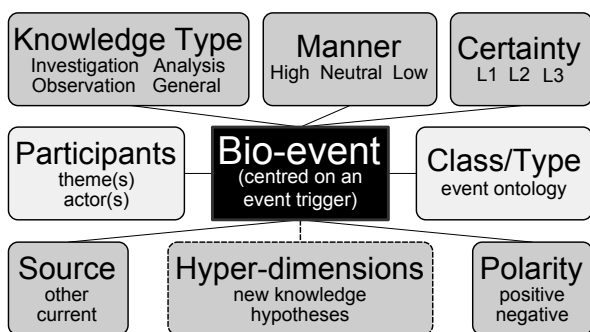 Knowledge Type
Investigation Analysis
Observation General
Manner
High Neutral Low
Certainty
L1 L2 L3
Participants
theme(s)
actor(s)
Bio-event
(centred on an
event trigger)
Class/Type
event ontology
Source
other
current
Hyper-dimensions
new knowledge
hypotheses
Polarity
positive
negative